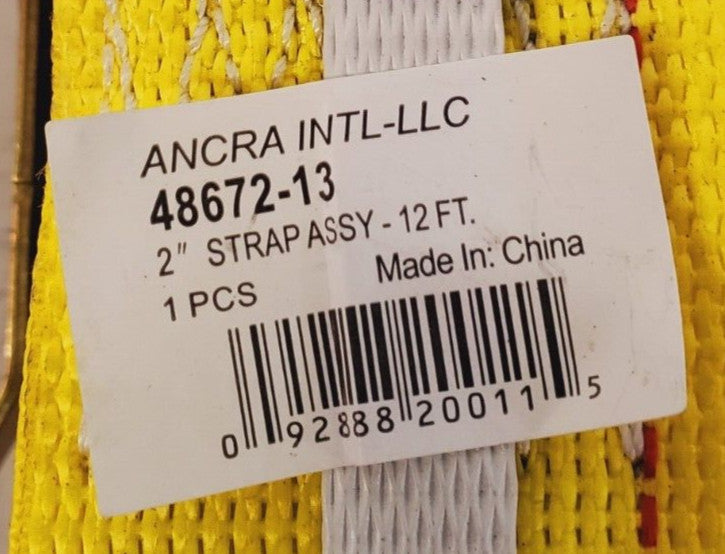 ANCRA INTL-LLC
48672-13
2" STRAP ASSY - 12 FT.
Made In: China
1 PCS
0 92888 20011 5